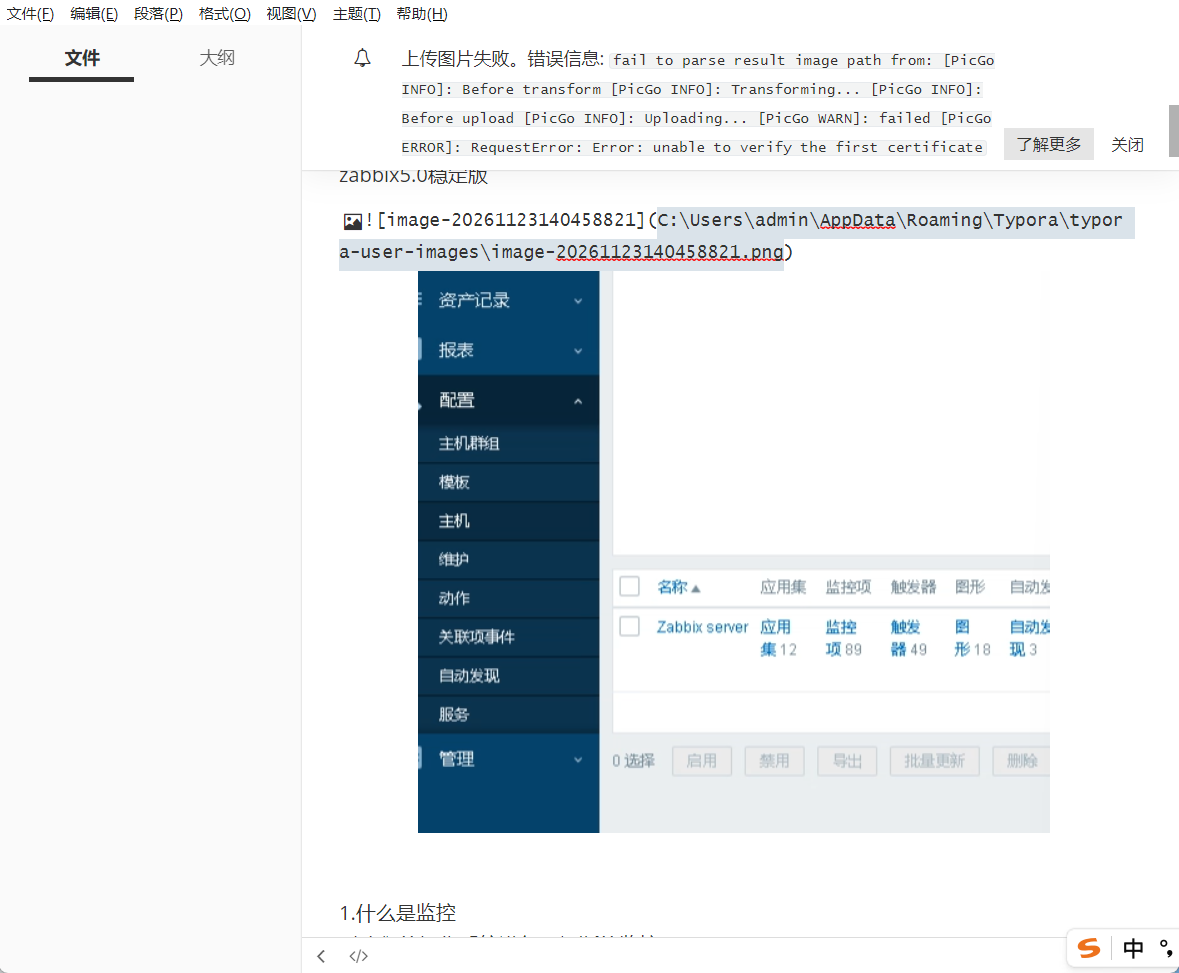 文件(F) 编辑(E) 段落(P) 格式(O) 视图(V) 主题(T) 帮助(H)
文件 大纲
上传图片失败。错误信息: fail to parse result image path from: [PicGo
INFO]: Before transform [PicGo INFO]: Transforming... [PicGo INFO]:
Before upload [PicGo INFO]: Uploading... [PicGo WARN]: failed [PicGo
ERROR]: RequestError: Error: unable to verify the first certificate
了解更多 关闭
zabbix5.0稳定版
![image-20261123140458821](C:\Users\admin\AppData\Roaming\Typora\typor
a-user-images\image-20261123140458821.png)
资产记录
报表
配置
主机群组
模板
主机
维护
动作
关联项事件
自动发现
服务
管理
名称 应用集 监控项 触发器 图形 自动发
Zabbix server 应用 监控 触发 图 自动发
集 12 项 89 器 49 形 18 现 3
0 选择 启用 禁用 导出 批量更新 删除
1.什么是监控
</>
中 °,